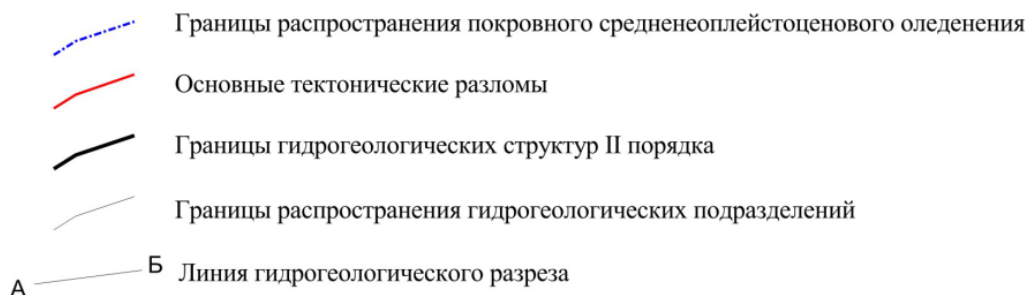 Границы распространения покровного средненеоплейстоценового оледенения
Основные тектонические разломы
Границы гидрогеологических структур II порядка
Границы распространения гидрогеологических подразделений
А Б Линия гидрогеологического разреза